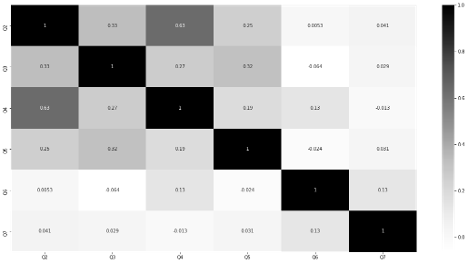 1.0
Q2 1 0.33 0.63 0.25 0.0053 0.041
Q3 0.33 1 0.27 0.32 -0.064 0.029
0.8
0.6
Q4 0.63 0.27 1 0.19 0.13 -0.013
0.4
Q5 0.25 0.32 0.19 1 -0.024 0.031
0.2
Q6 0.0053 -0.064 0.13 -0.024 1 0.13
Q7 0.041 0.029 -0.013 0.031 0.13 1
0.0
Q2 Q3 Q4 Q5 Q6 Q7